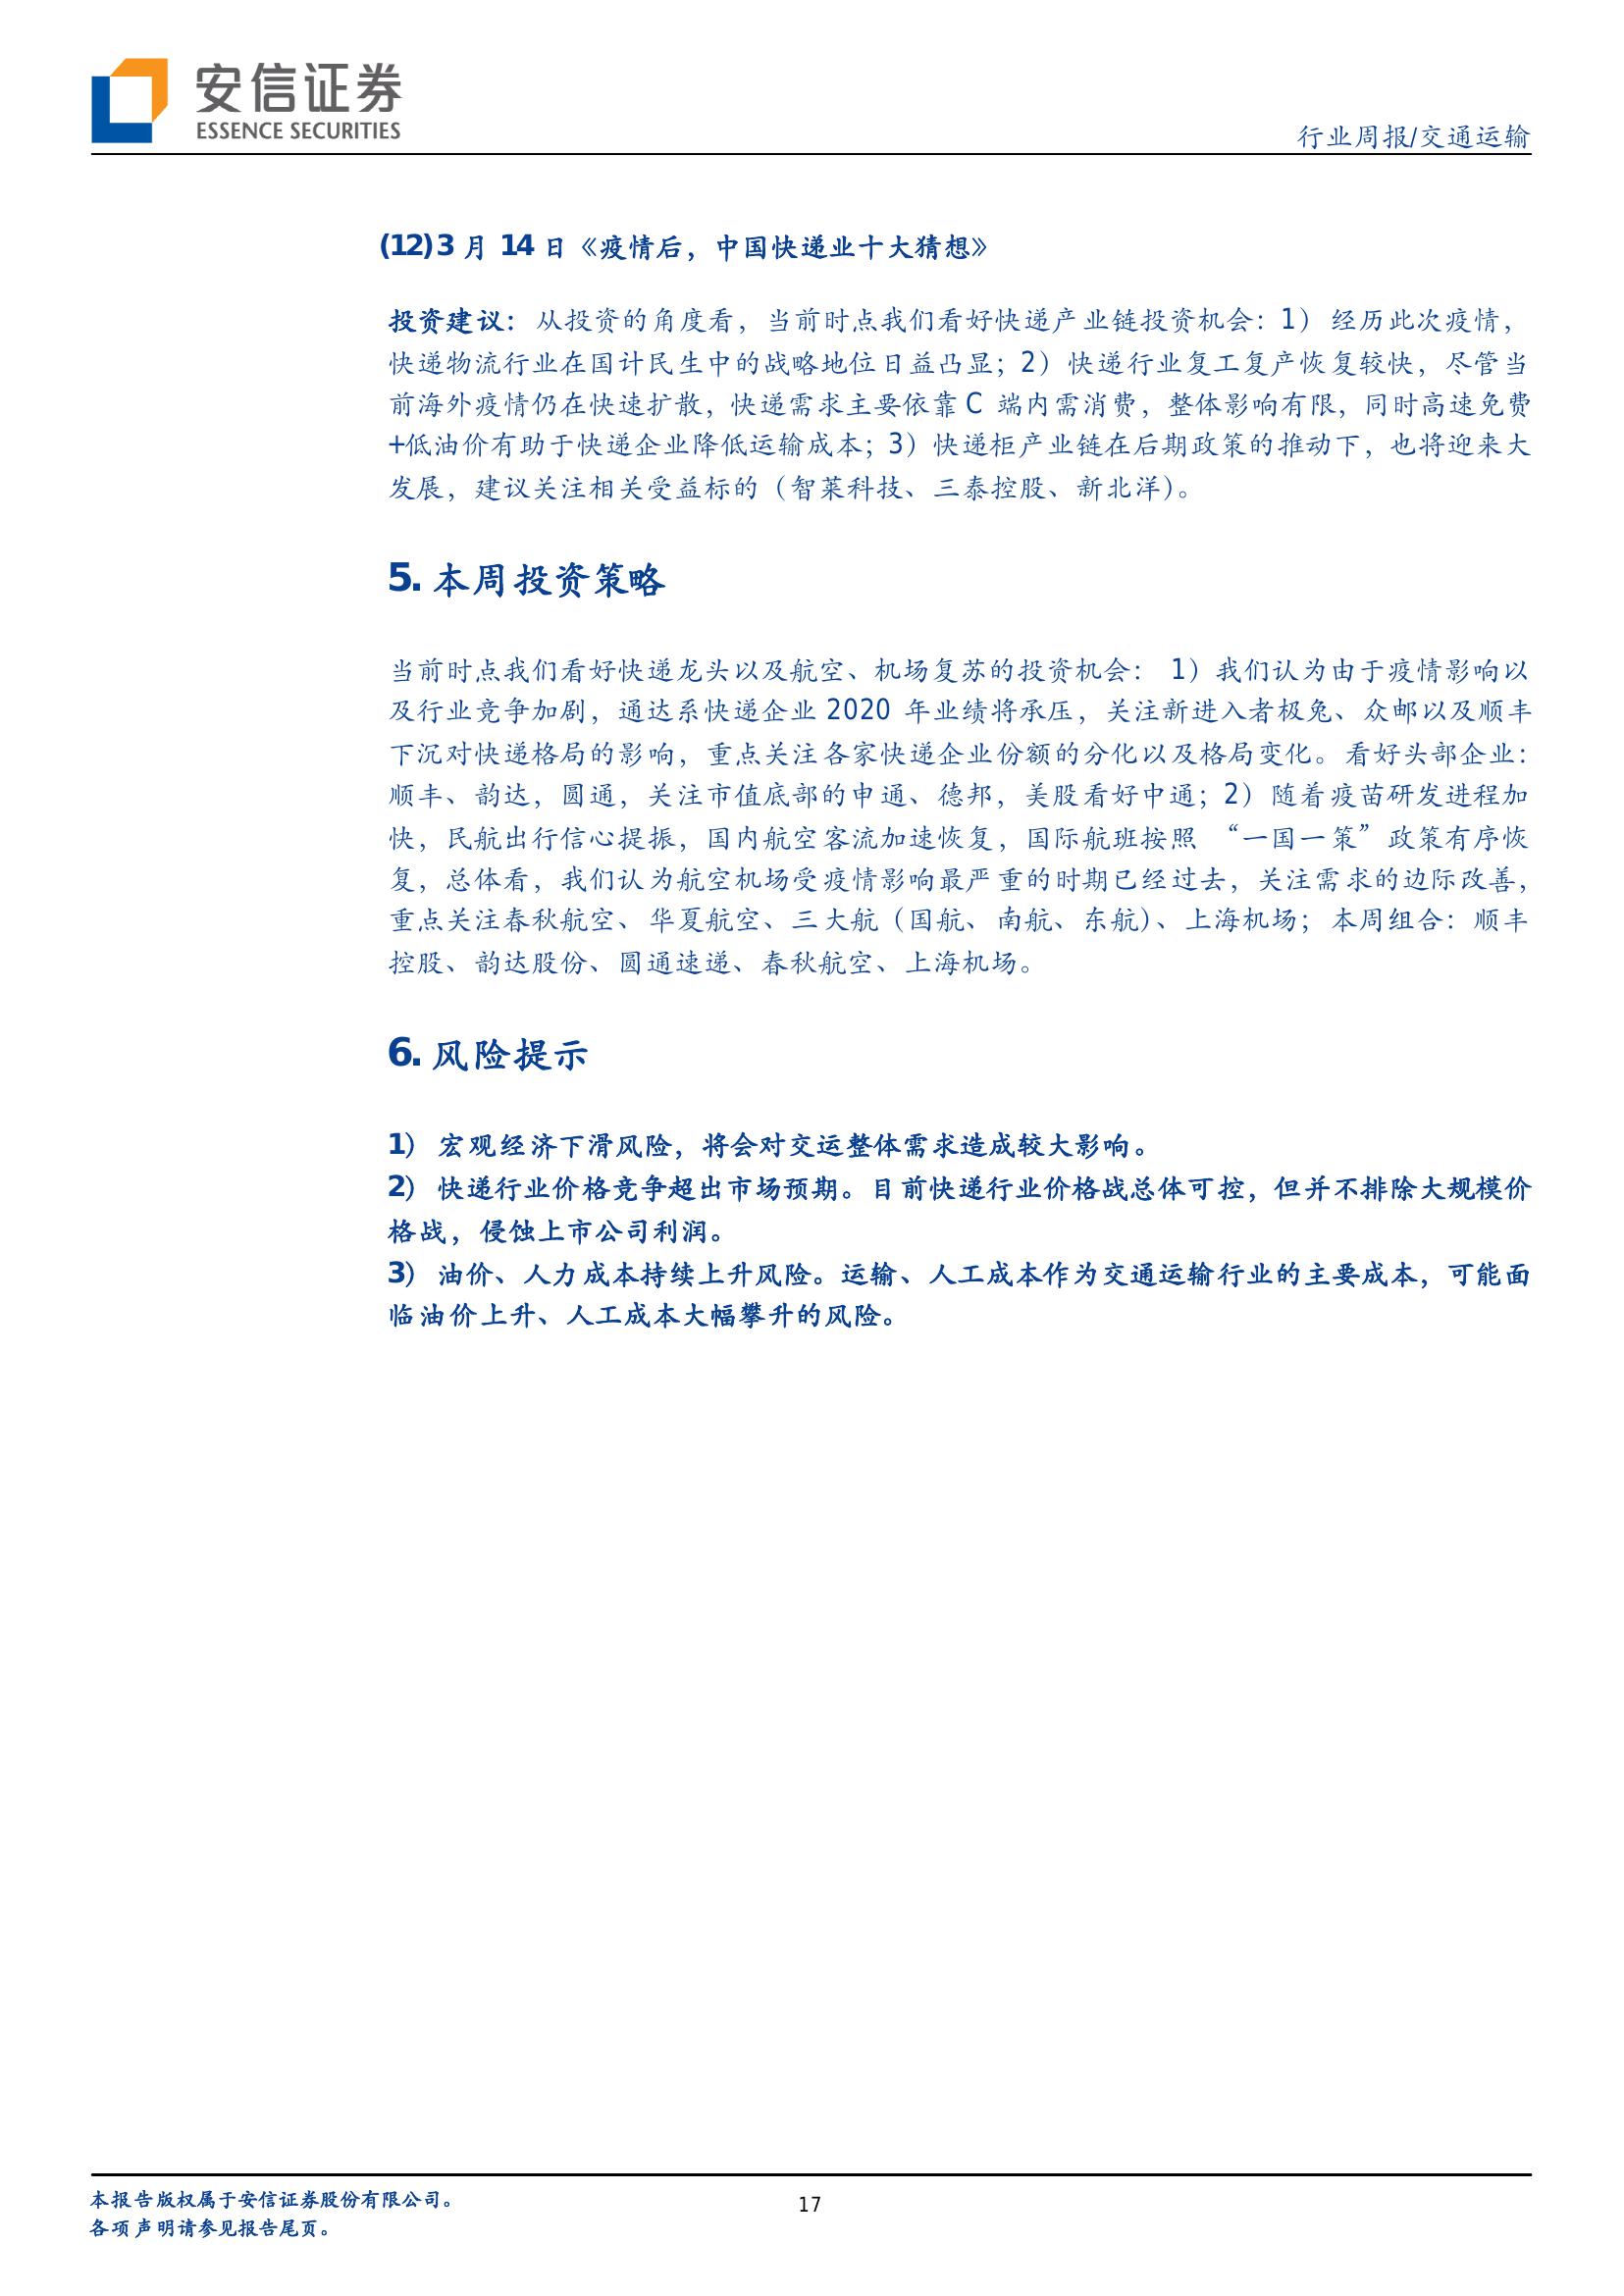 安信证券
ESSENCE SECURITIES
行业周报/交通运输
(12) 3 月 14 日《疫情后，中国快递业十大猜想》
投资建议：从投资的角度看，当前时点我们看好快递产业链投资机会：1） 经历此次疫情，
快递物流行业在国计民生中的战略地位日益凸显；2）快递行业复工复产恢复较快，尽管当
前海外疫情仍在快速扩散，快递需求主要依靠 C 端内需消费，整体影响有限，同时高速免费
+低油价有助于快递企业降低运输成本；3）快递柜产业链在后期政策的推动下，也将迎来大
发展，建议关注相关受益标的（智莱科技、三泰控股、新北洋）。
5. 本周投资策略
当前时点我们看好快递龙头以及航空、机场复苏的投资机会： 1）我们认为由于疫情影响以
及行业竞争加剧，通达系快递企业 2020 年业绩将承压，关注新进入者极兔、众邮以及顺丰
下沉对快递格局的影响，重点关注各家快递企业份额的分化以及格局变化。看好头部企业：
顺丰、韵达，圆通，关注市值底部的申通、德邦，美股看好中通；2）随着疫苗研发进程加
快，民航出行信心提振，国内航空客流加速恢复，国际航班按照 “一国一策”政策有序恢
复，总体看，我们认为航空机场受疫情影响最严重的时期已经过去，关注需求的边际改善，
重点关注春秋航空、华夏航空、三大航（国航、南航、东航）、上海机场；本周组合：顺丰
控股、韵达股份、圆通速递、春秋航空、上海机场。
6. 风险提示
1） 宏观经济下滑风险，将会对交运整体需求造成较大影响。
2） 快递行业价格竞争超出市场预期。目前快递行业价格战总体可控，但并不排除大规模价
格战，侵蚀上市公司利润。
3） 油价、人力成本持续上升风险。运输、人工成本作为交通运输行业的主要成本，可能面
临油价上升、人工成本大幅攀升的风险。
本报告版权属于安信证券股份有限公司。
17
各项声明请参见报告尾页。